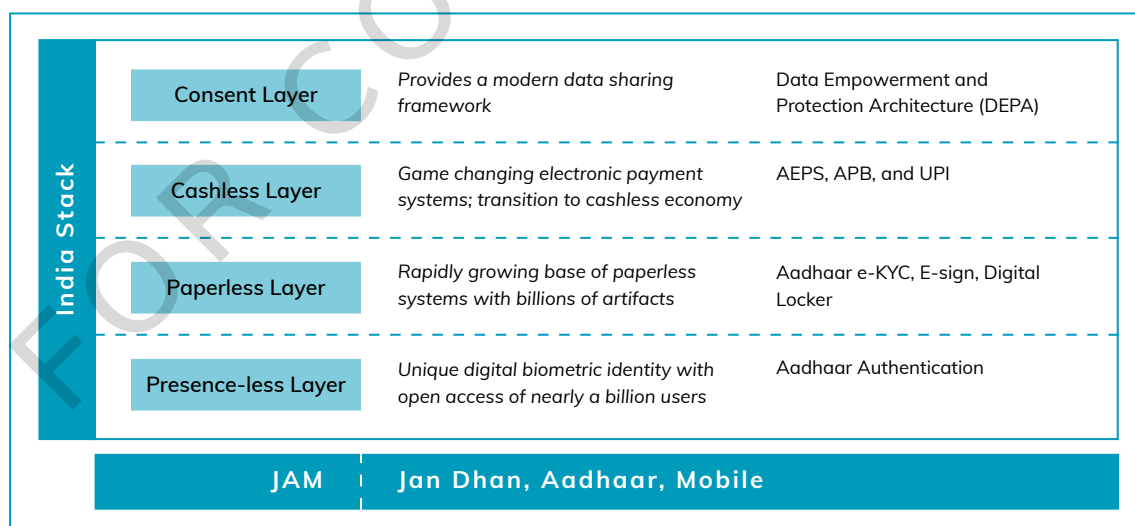 FOR CO
India Stack
Consent Layer
Provides a modern data sharing
framework
Data Empowerment and
Protection Architecture (DEPA)
Cashless Layer
Game changing electronic payment
systems; transition to cashless economy
AEPS, APB, and UPI
Paperless Layer
Rapidly growing base of paperless
systems with billions of artifacts
Aadhaar e-KYC, E-sign, Digital
Locker
Presence-less Layer
Unique digital biometric identity with
open access of nearly a billion users
Aadhaar Authentication
JAM
Jan Dhan, Aadhaar, Mobile